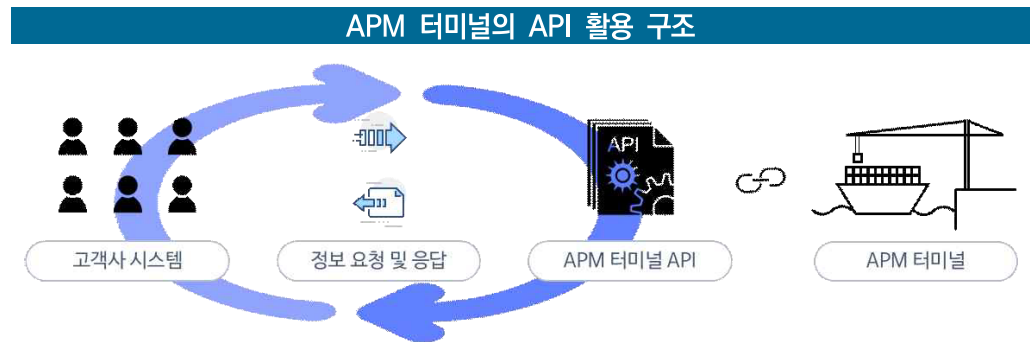 APM 터미널의 API 활용 구조
API
고객사 시스템
정보 요청 및 응답
APM 터미널 API
APM 터미널